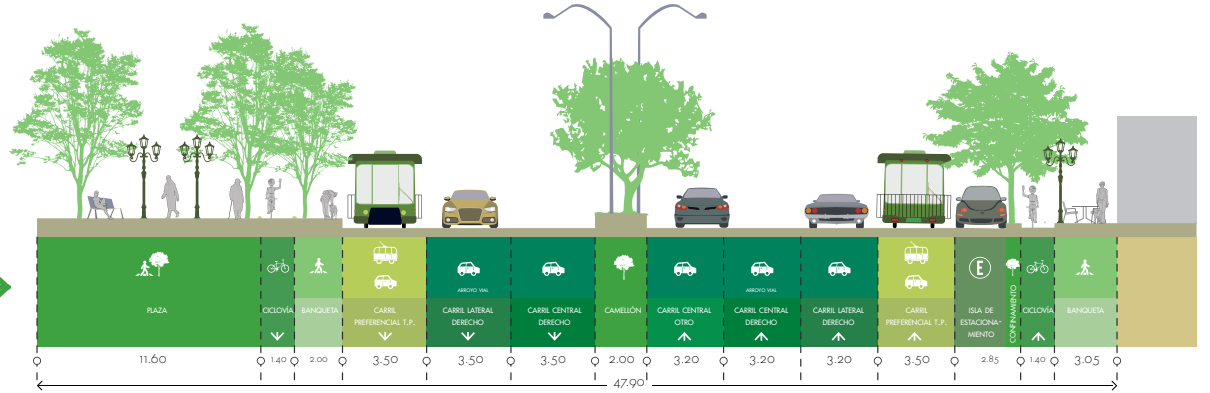 E
ARROYO VIAL
ARROYO VIAL
PLAZA
CICLOVÍA
BANQUETA
CARRIL
PREFERENCIAL T.P.
CARRIL LATERAL
DERECHO
CARRIL CENTRAL
DERECHO
CAMELLÓN
CARRIL CENTRAL
OTRO
CARRIL CENTRAL
DERECHO
CARRIL LATERAL
DERECHO
CARRIL
PREFERENCIAL T.P.
ISLA DE
ESTACIONA-
MIENTO
CONFINAMIENTO
CICLOVÍA
BANQUETA
11.60
1.40
2.00
3.50
3.50
3.50
2.00
3.20
3.20
3.20
3.50
2.85
1.40
3.05
47.90